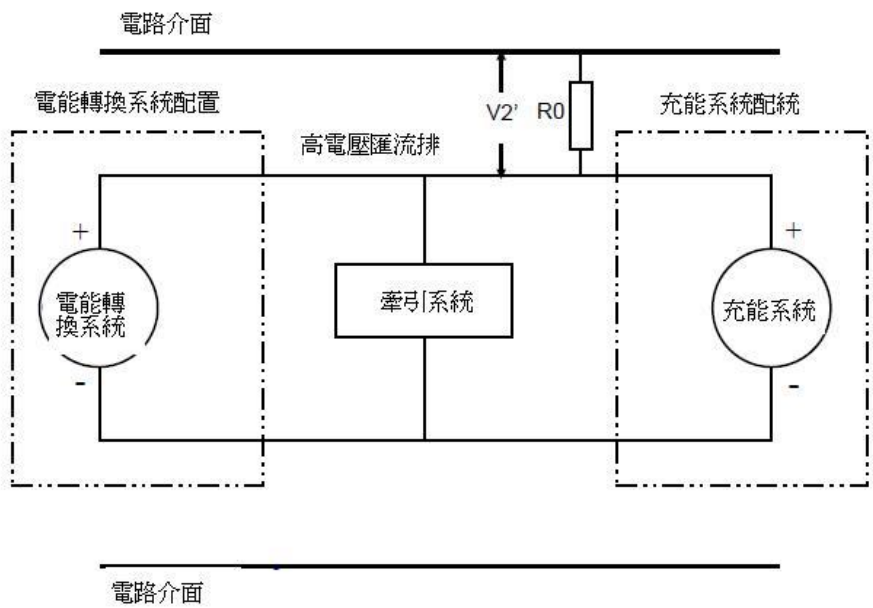 電路介面
電能轉換系統配置
V2’
R0
充能系統配統
高電壓匯流排
+
+
電能轉
換系統
牽引系統
充能系統
-
-
電路介面